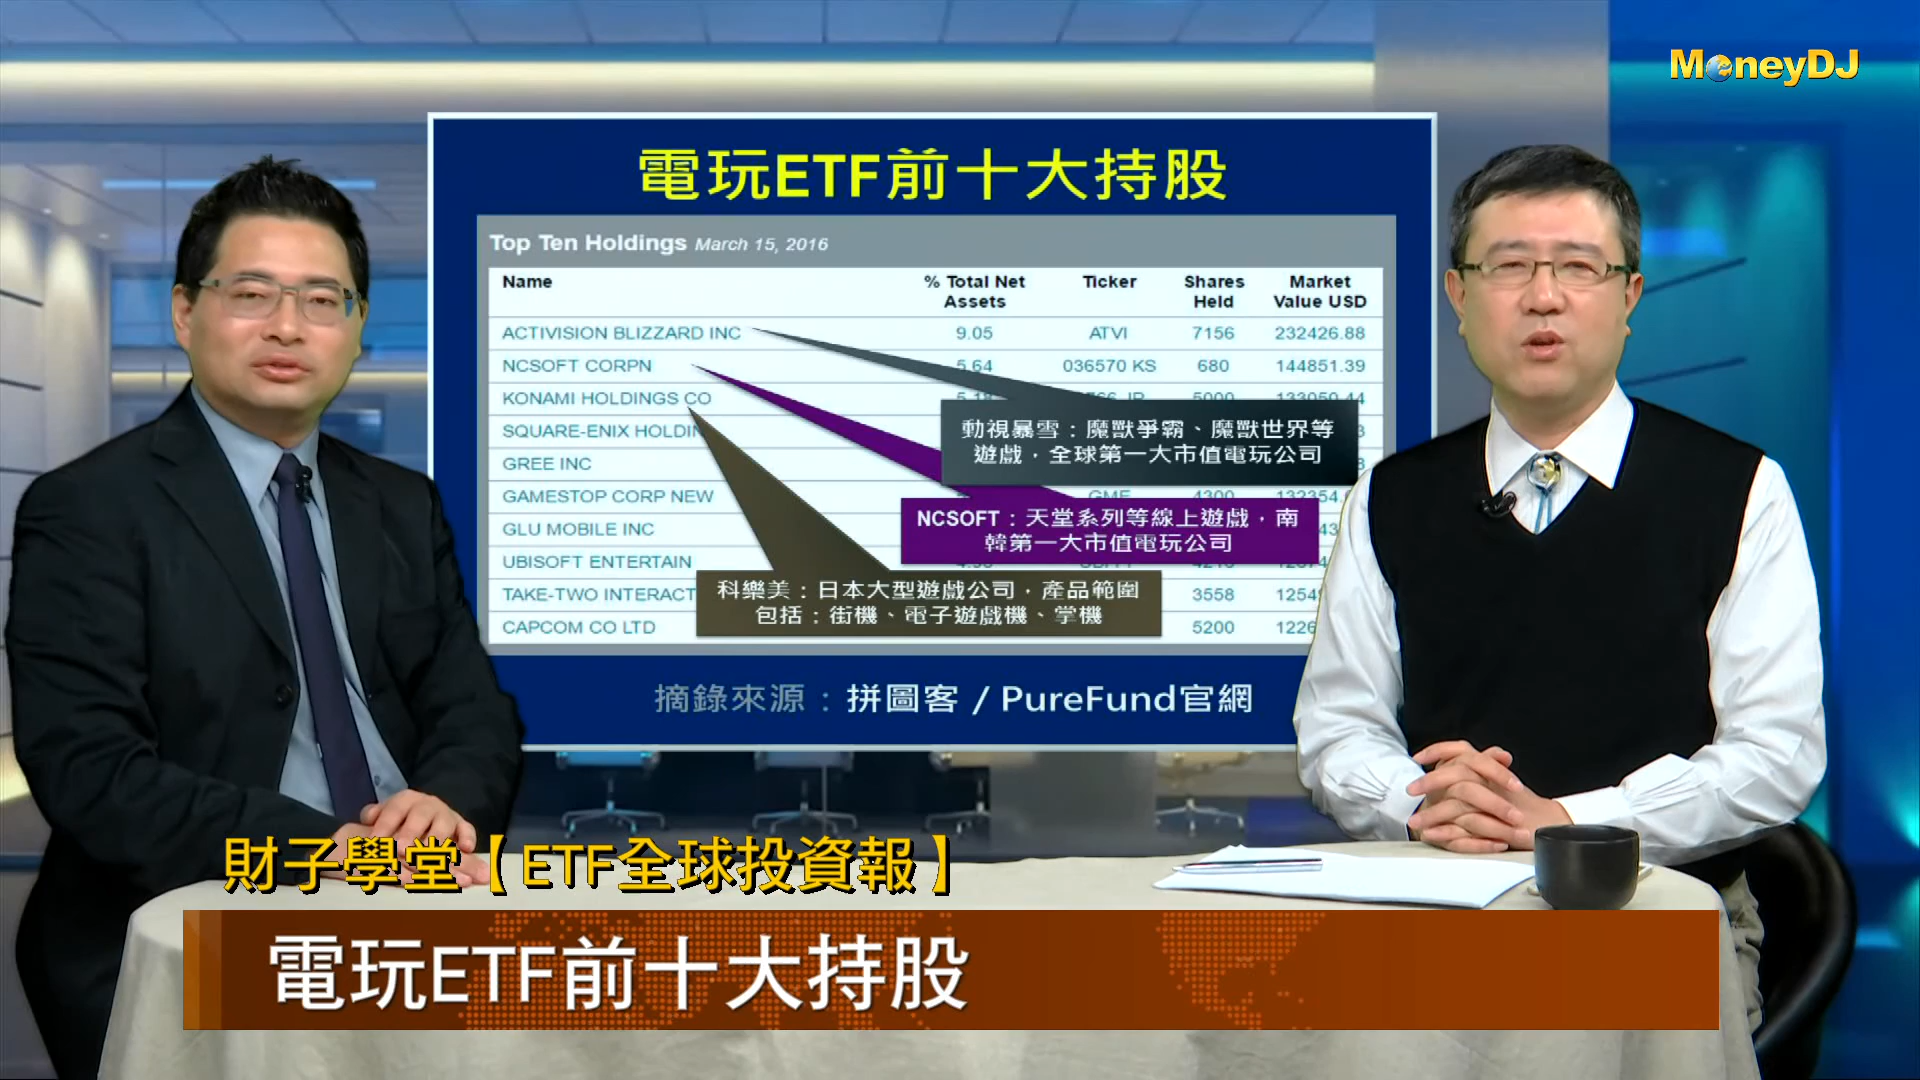 MoneyDJ
電玩ETF前十大持股
Top Ten Holdings March 15, 2016
Name % Total Net Assets Ticker Shares Held Market Value USD
ACTIVISION BLIZZARD INC 9.05 ATVI 7156 232426.88
NCSOFT CORPN 5.64 036570 KS 680 144851.39
KONAMI HOLDINGS CO
SQUARE-ENIX
GREE INC
GAMESTOP CORP NEW GME 4300
GLU MOBILE INC
UBISOFT ENTERTAIN
TAKE-TWO 3558
CAPCOM CO LTD 5200
動視暴雪：魔獸爭霸、魔獸世界等
遊戲，全球第一大市值電玩公司
NCSOFT：天堂系列等線上遊戲，南
韓第一大市值電玩公司
科樂美：日本大型遊戲公司，產品範圍
包括：街機、電子遊戲機、掌機
摘錄來源：拼圖客 / PureFund官網
財子學堂【ETF全球投資報】
電玩ETF前十大持股